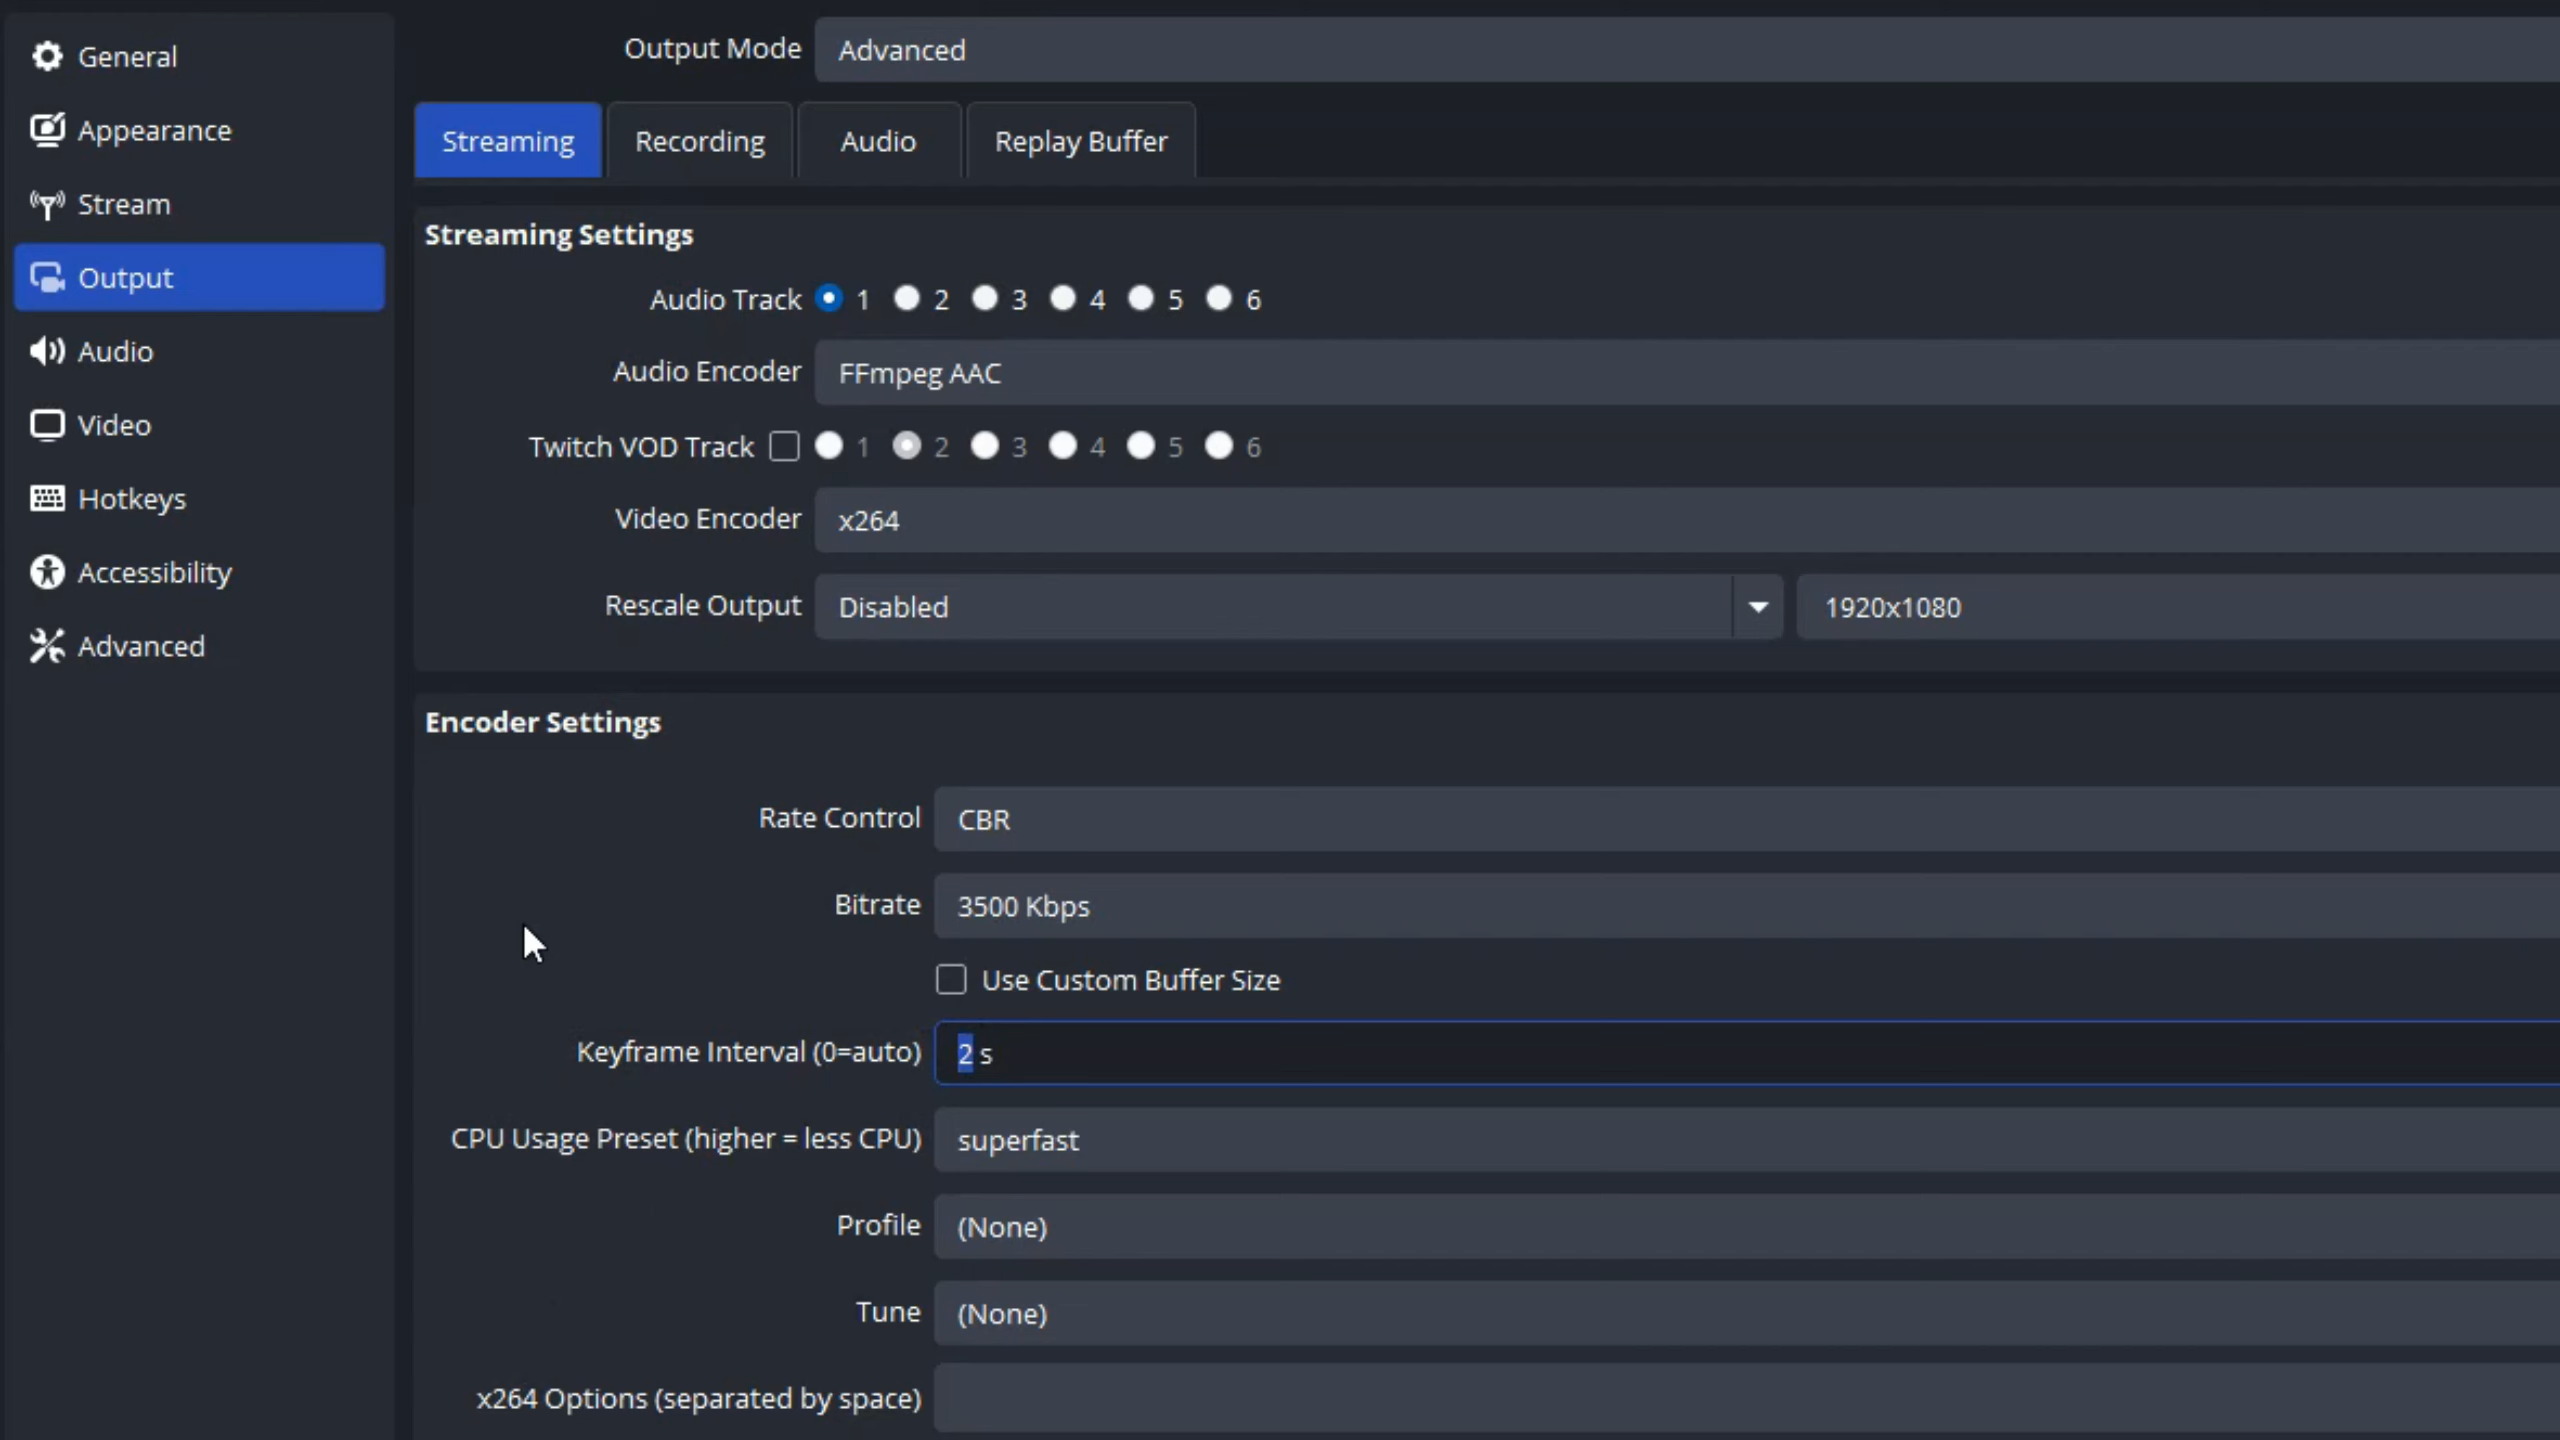 General
Appearance
Stream
Output
Audio
Video
Hotkeys
Accessibility
Advanced
Output Mode Advanced
Streaming Recording Audio Replay Buffer
Streaming Settings
Audio Track 1 2 3 4 5 6
Audio Encoder FFmpeg AAC
Twitch VOD Track 1 2 3 4 5 6
Video Encoder x264
Rescale Output Disabled 1920x1080
Encoder Settings
Rate Control CBR
Bitrate 3500 Kbps
Use Custom Buffer Size
Keyframe Interval (0=auto) 2 s
CPU Usage Preset (higher = less CPU) superfast
Profile (None)
Tune (None)
x264 Options (separated by space)